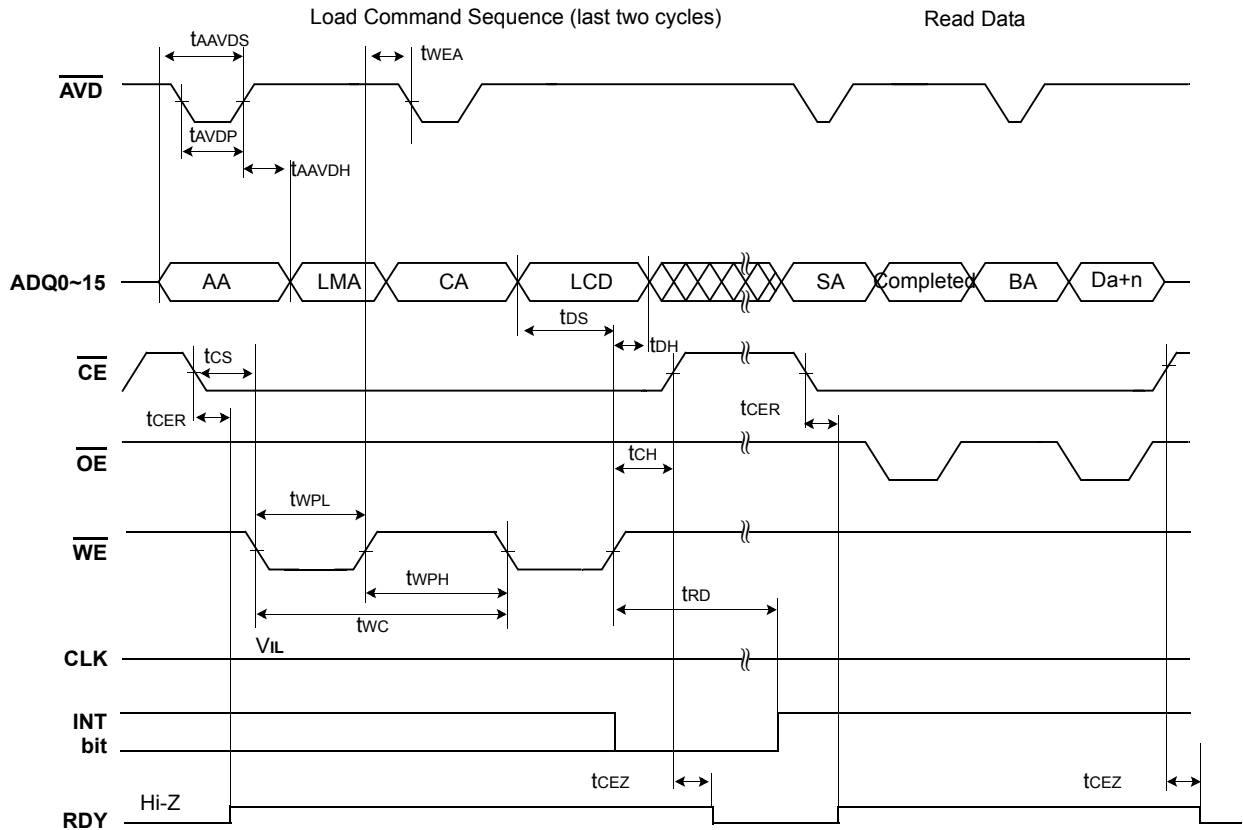 Load Command Sequence (last two cycles) Read Data
tAAVDS
tWEA
AVD
tAVDP
tAAVDH
ADQ0~15 AA LMA CA LCD SA Completed BA Da+n
tDS
tDH
CE
tCS
tCER
tCER
OE
tCH
tWPL
WE
tWPH
tRD
tWC
VIL
CLK
INT
bit
tCEZ
tCEZ
Hi-Z
RDY